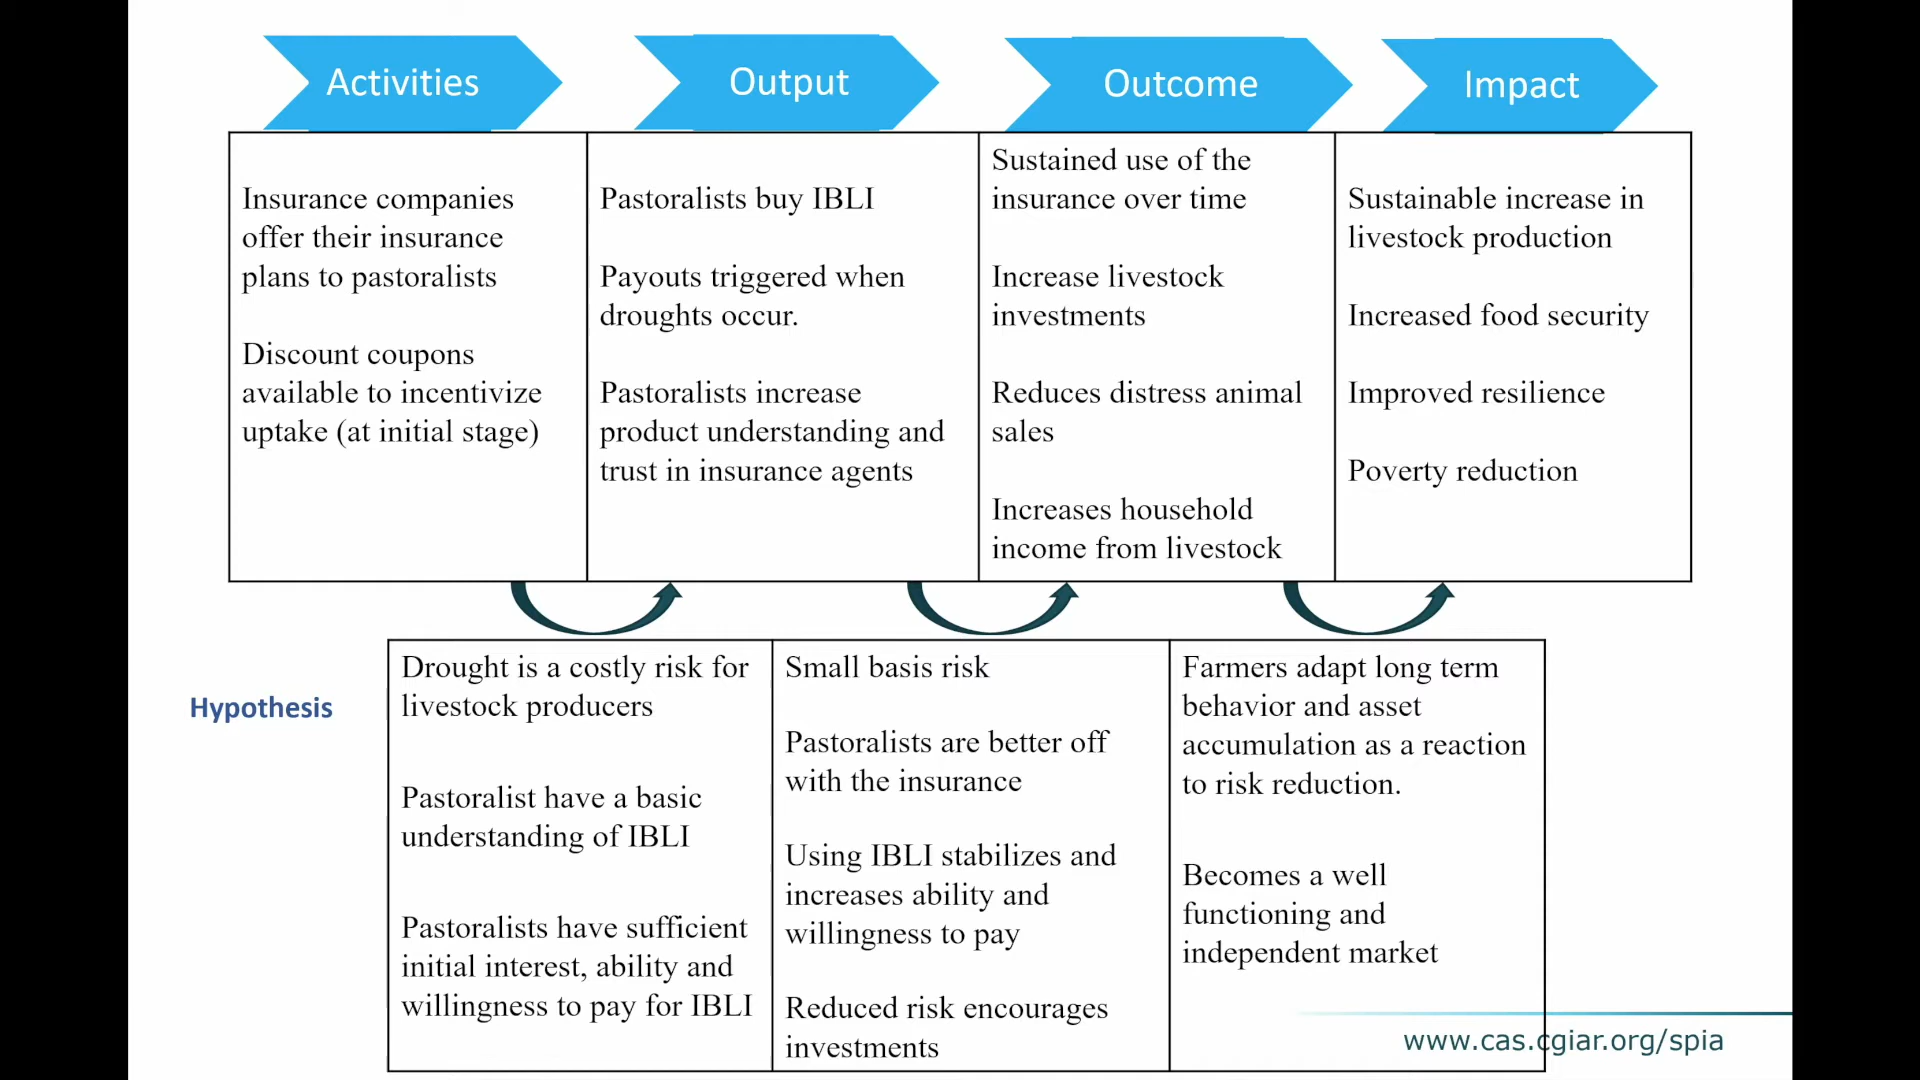 Activities
Output
Outcome
Impact
Insurance companies
offer their insurance
plans to pastoralists
Discount coupons
available to incentivize
uptake (at initial stage)
Pastoralists buy IBLI
Payouts triggered when
droughts occur.
Pastoralists increase
product understanding and
trust in insurance agents
Sustained use of the
insurance over time
Increase livestock
investments
Reduces distress animal
sales
Increases household
income from livestock
Sustainable increase in
livestock production
Increased food security
Improved resilience
Poverty reduction
Hypothesis
Drought is a costly risk for
livestock producers
Pastoralist have a basic
understanding of IBLI
Pastoralists have sufficient
initial interest, ability and
willingness to pay for IBLI
Small basis risk
Pastoralists are better off
with the insurance
Using IBLI stabilizes and
increases ability and
willingness to pay
Reduced risk encourages
investments
Farmers adapt long term
behavior and asset
accumulation as a reaction
to risk reduction.
Becomes a well
functioning and
independent market
www.cas.cgiar.org/spia